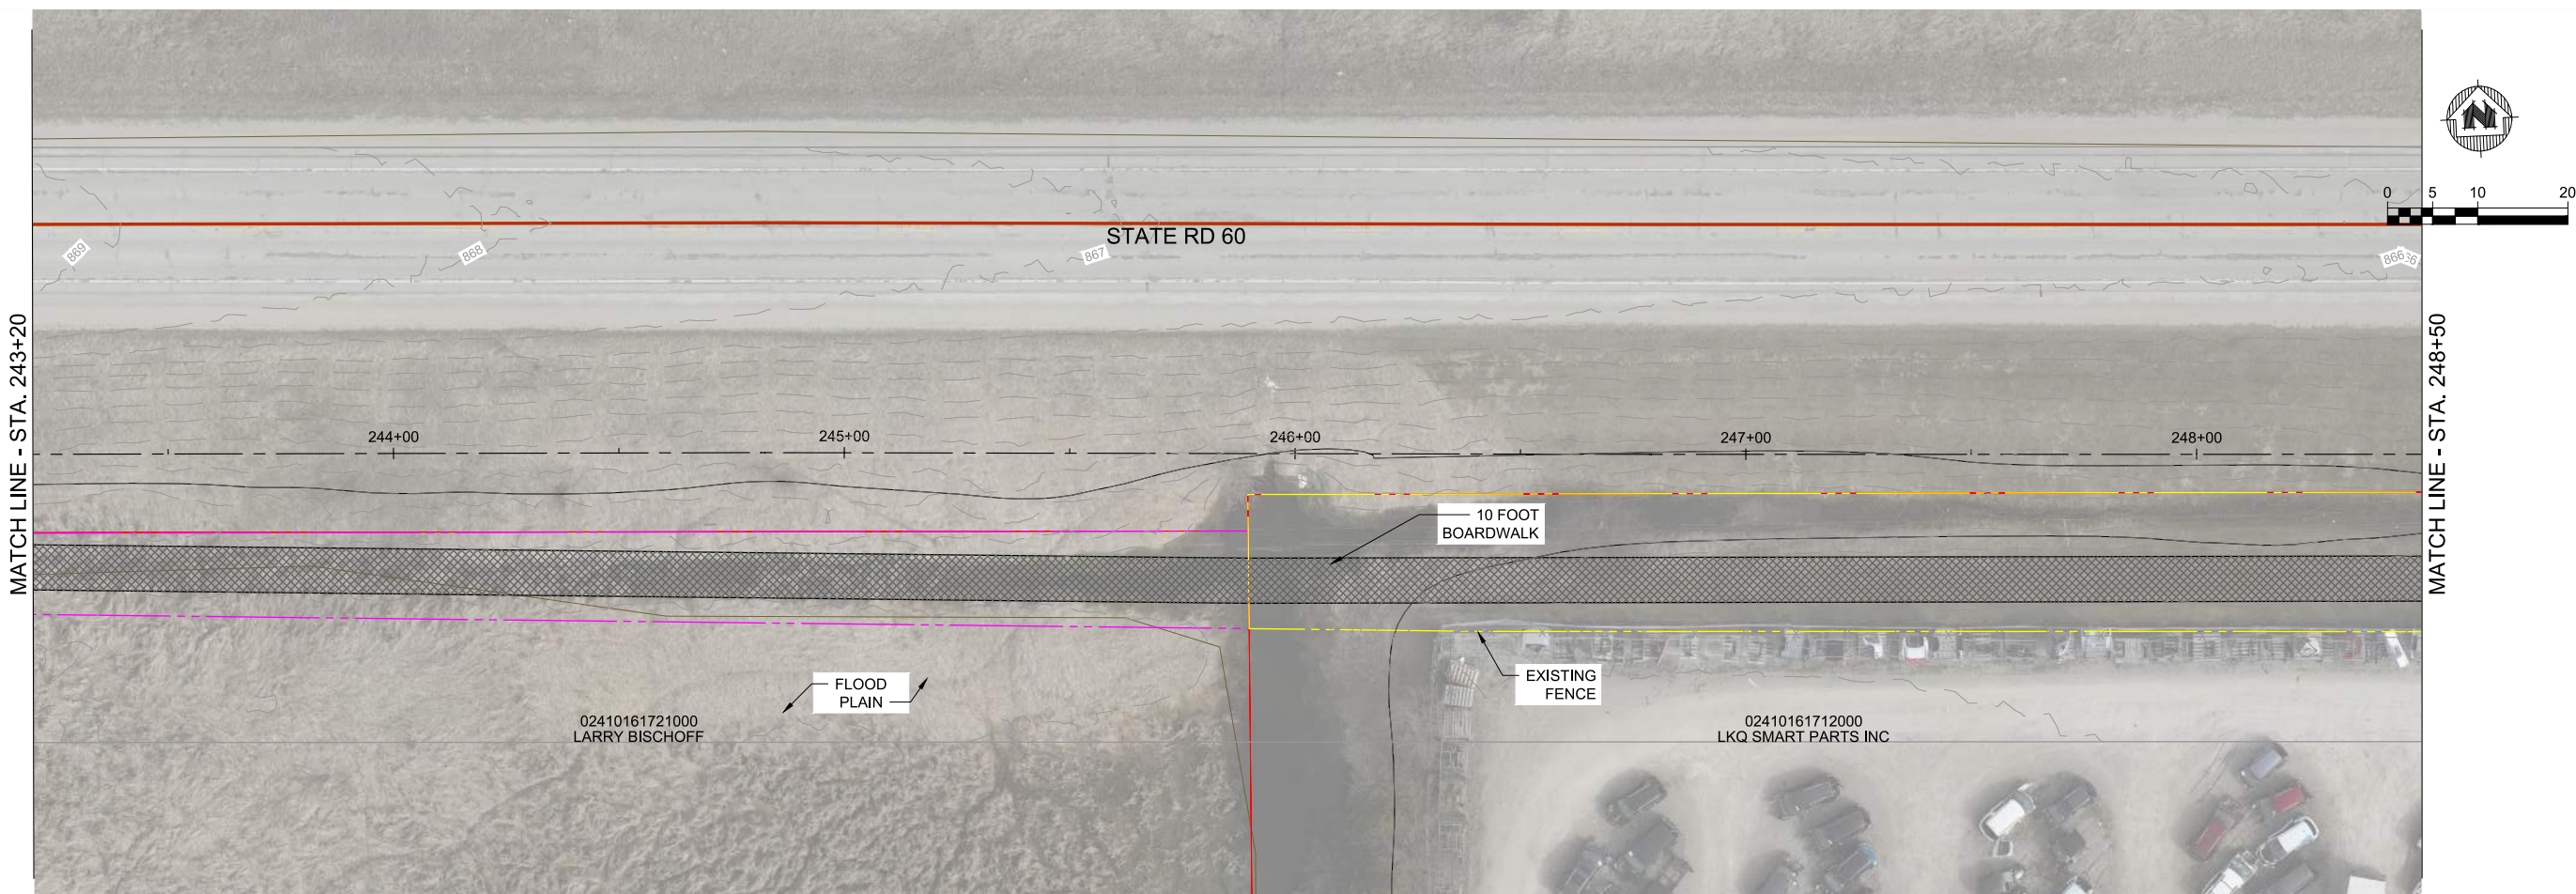 N
0 5 10 20
STATE RD 60
869
868
867
866
MATCH LINE - STA. 243+20
MATCH LINE - STA. 248+50
244+00
245+00
246+00
247+00
248+00
10 FOOT
BOARDWALK
EXISTING
FENCE
FLOOD
PLAIN
02410161721000
LARRY BISCHOFF
02410161712000
LKQ SMART PARTS INC